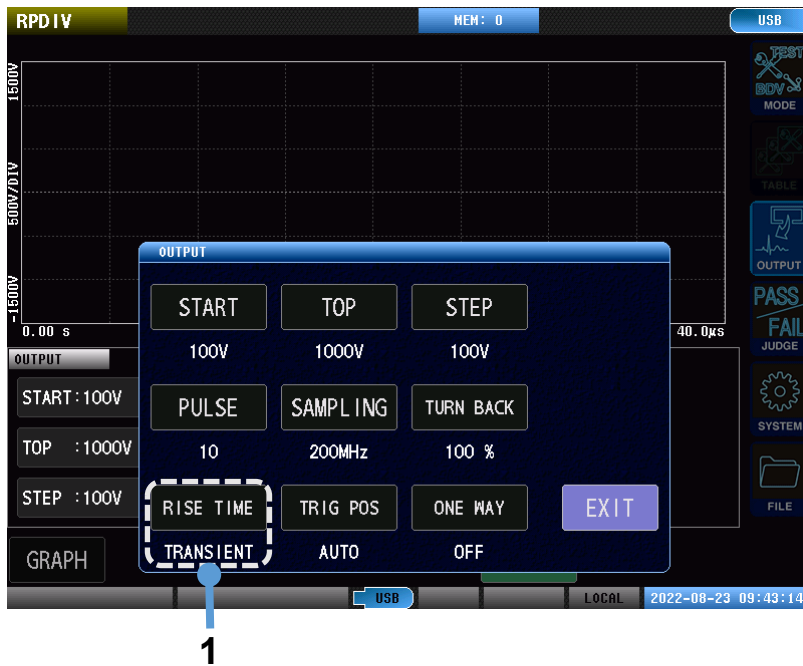 RPDIV
MEM: 0
USB
TEST
BDV
MODE
TABLE
OUTPUT
PASS
FAIL
JUDGE
SYSTEM
FILE
1500V
500V/DIV
-1500V
0.00 s
40.0µs
OUTPUT
START:100V
TOP :1000V
STEP :100V
GRAPH
OUTPUT
START
TOP
STEP
100V
1000V
100V
PULSE
SAMPLING
TURN BACK
10
200MHz
100 %
RISE TIME
TRIG POS
ONE WAY
EXIT
TRANSIENT
AUTO
OFF
USB
LOCAL
2022-08-23 09:43:14
1